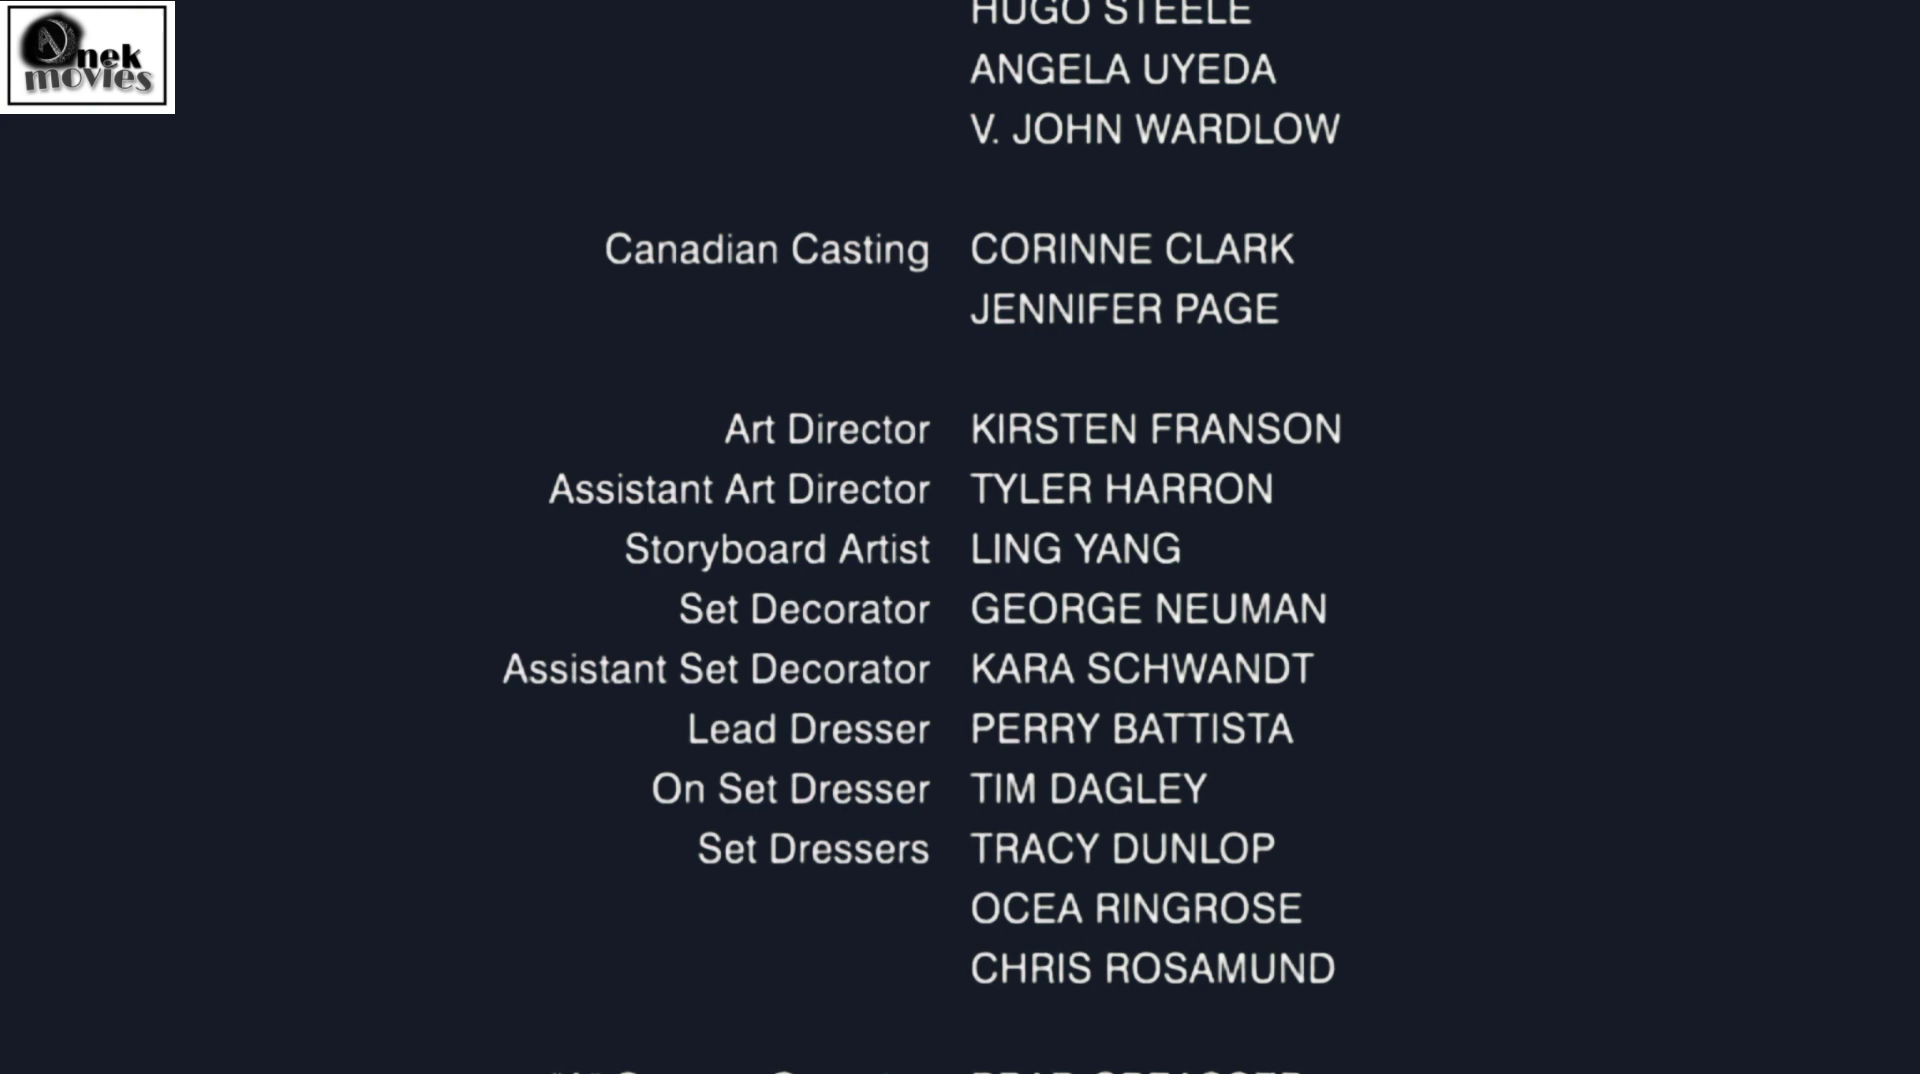 nek
movies
HUGO STEELE
ANGELA UYEDA
V. JOHN WARDLOW
Canadian Casting CORINNE CLARK
JENNIFER PAGE
Art Director KIRSTEN FRANSON
Assistant Art Director TYLER HARRON
Storyboard Artist LING YANG
Set Decorator GEORGE NEUMAN
Assistant Set Decorator KARA SCHWANDT
Lead Dresser PERRY BATTISTA
On Set Dresser TIM DAGLEY
Set Dressers TRACY DUNLOP
OCEA RINGROSE
CHRIS ROSAMUND